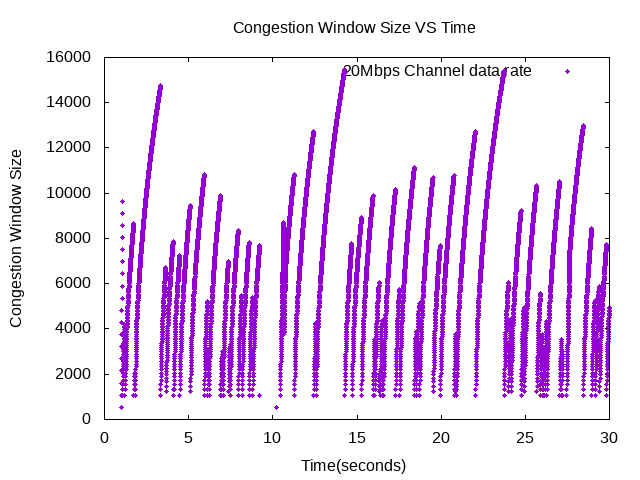 Congestion Window Size VS Time
20Mbps Channel data rate
Congestion Window Size
16000
14000
12000
10000
8000
6000
4000
2000
0
0 5 10 15 20 25 30
Time(seconds)